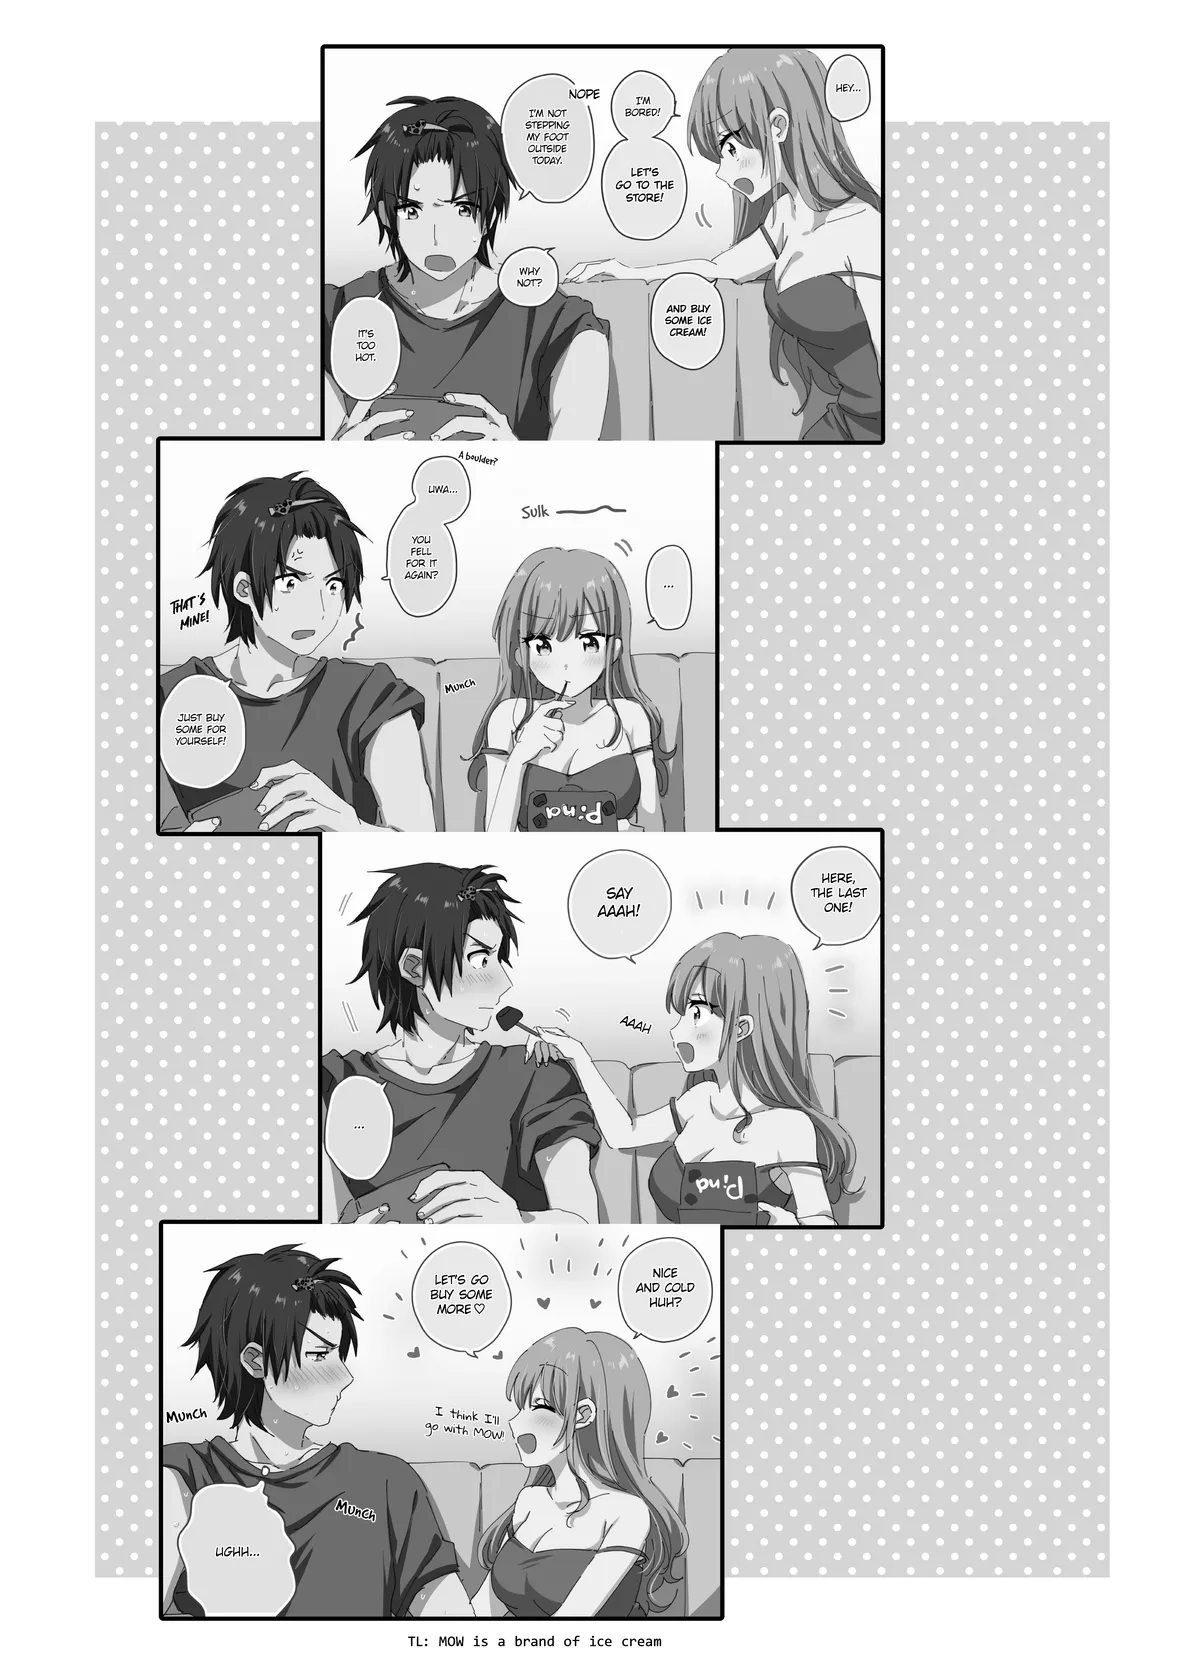 HEY...
I'M
BORED!
LET'S
GO TO THE
STORE!
NOPE
I'M NOT
STEPPING
MY FOOT
OUTSIDE
TODAY.
WHY
NOT?
AND BUY
SOME ICE
CREAM!
IT'S
TOO
HOT.
...
Sulk
A boulder?
UWA...
YOU
FELL
FOR IT
AGAIN?
THAT'S
MINE!
Munch
JUST BUY
SOME FOR
YOURSELF!
Pino
HERE,
THE LAST
ONE!
SAY
AAAH!
AAAH
...
Pino
NICE
AND COLD
HUH?
LET'S GO
BUY SOME
MORE♡
I think I'll
go with MOW!
Munch
Munch
UGHH...
TL: MOW is a brand of ice cream